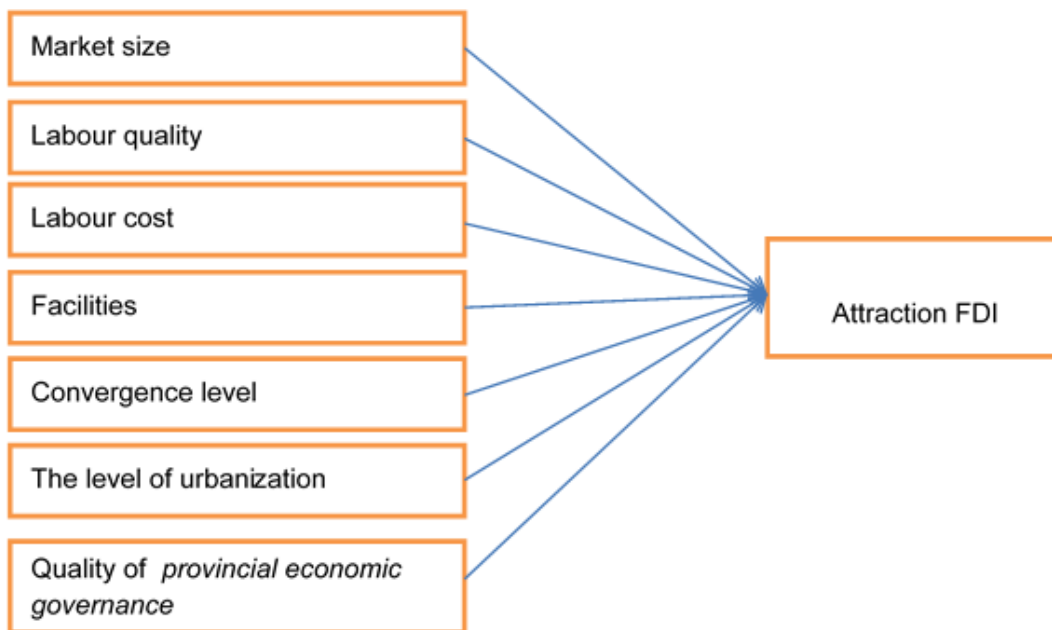 Market size
Labour quality
Labour cost
Facilities
Convergence level
The level of urbanization
Quality of provincial economic
governance
Attraction FDI